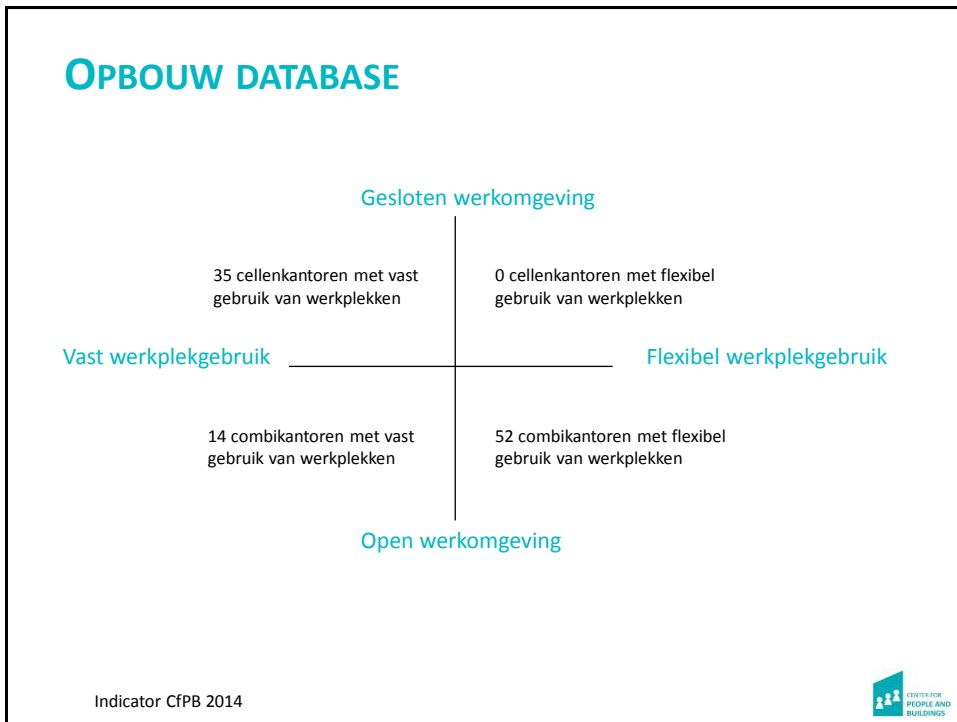 OPBOUW DATABASE
Gesloten werkomgeving
35 cellenkantoren met vast
gebruik van werkplekken
0 cellenkantoren met flexibel
gebruik van werkplekken
Vast werkplekgebruik
Flexibel werkplekgebruik
14 combikantoren met vast
gebruik van werkplekken
52 combikantoren met flexibel
gebruik van werkplekken
Open werkomgeving
Indicator CfPB 2014
CENTER FOR
PEOPLE AND
BUILDINGS